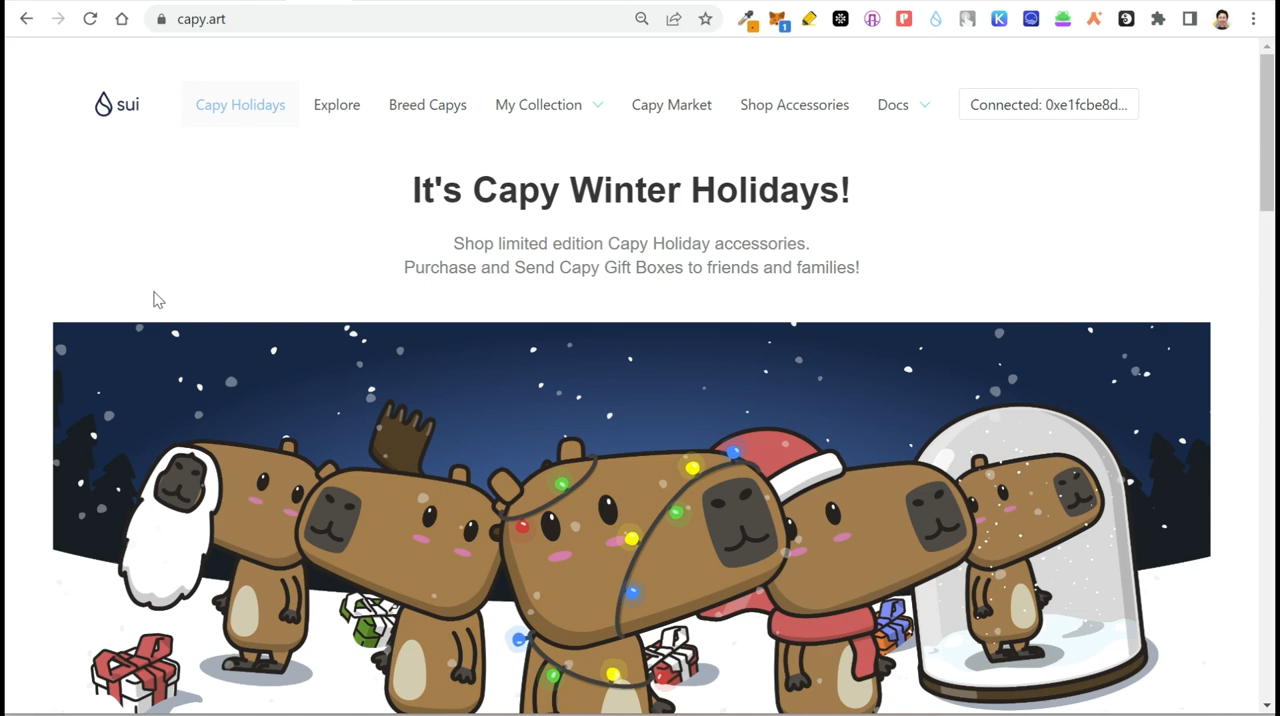 capy.art
1
sui
Capy Holidays
Explore
Breed Capys
My Collection
Capy Market
Shop Accessories
Docs
Connected: 0xe1fcbe8d...
It's Capy Winter Holidays!
Shop limited edition Capy Holiday accessories.
Purchase and Send Capy Gift Boxes to friends and families!